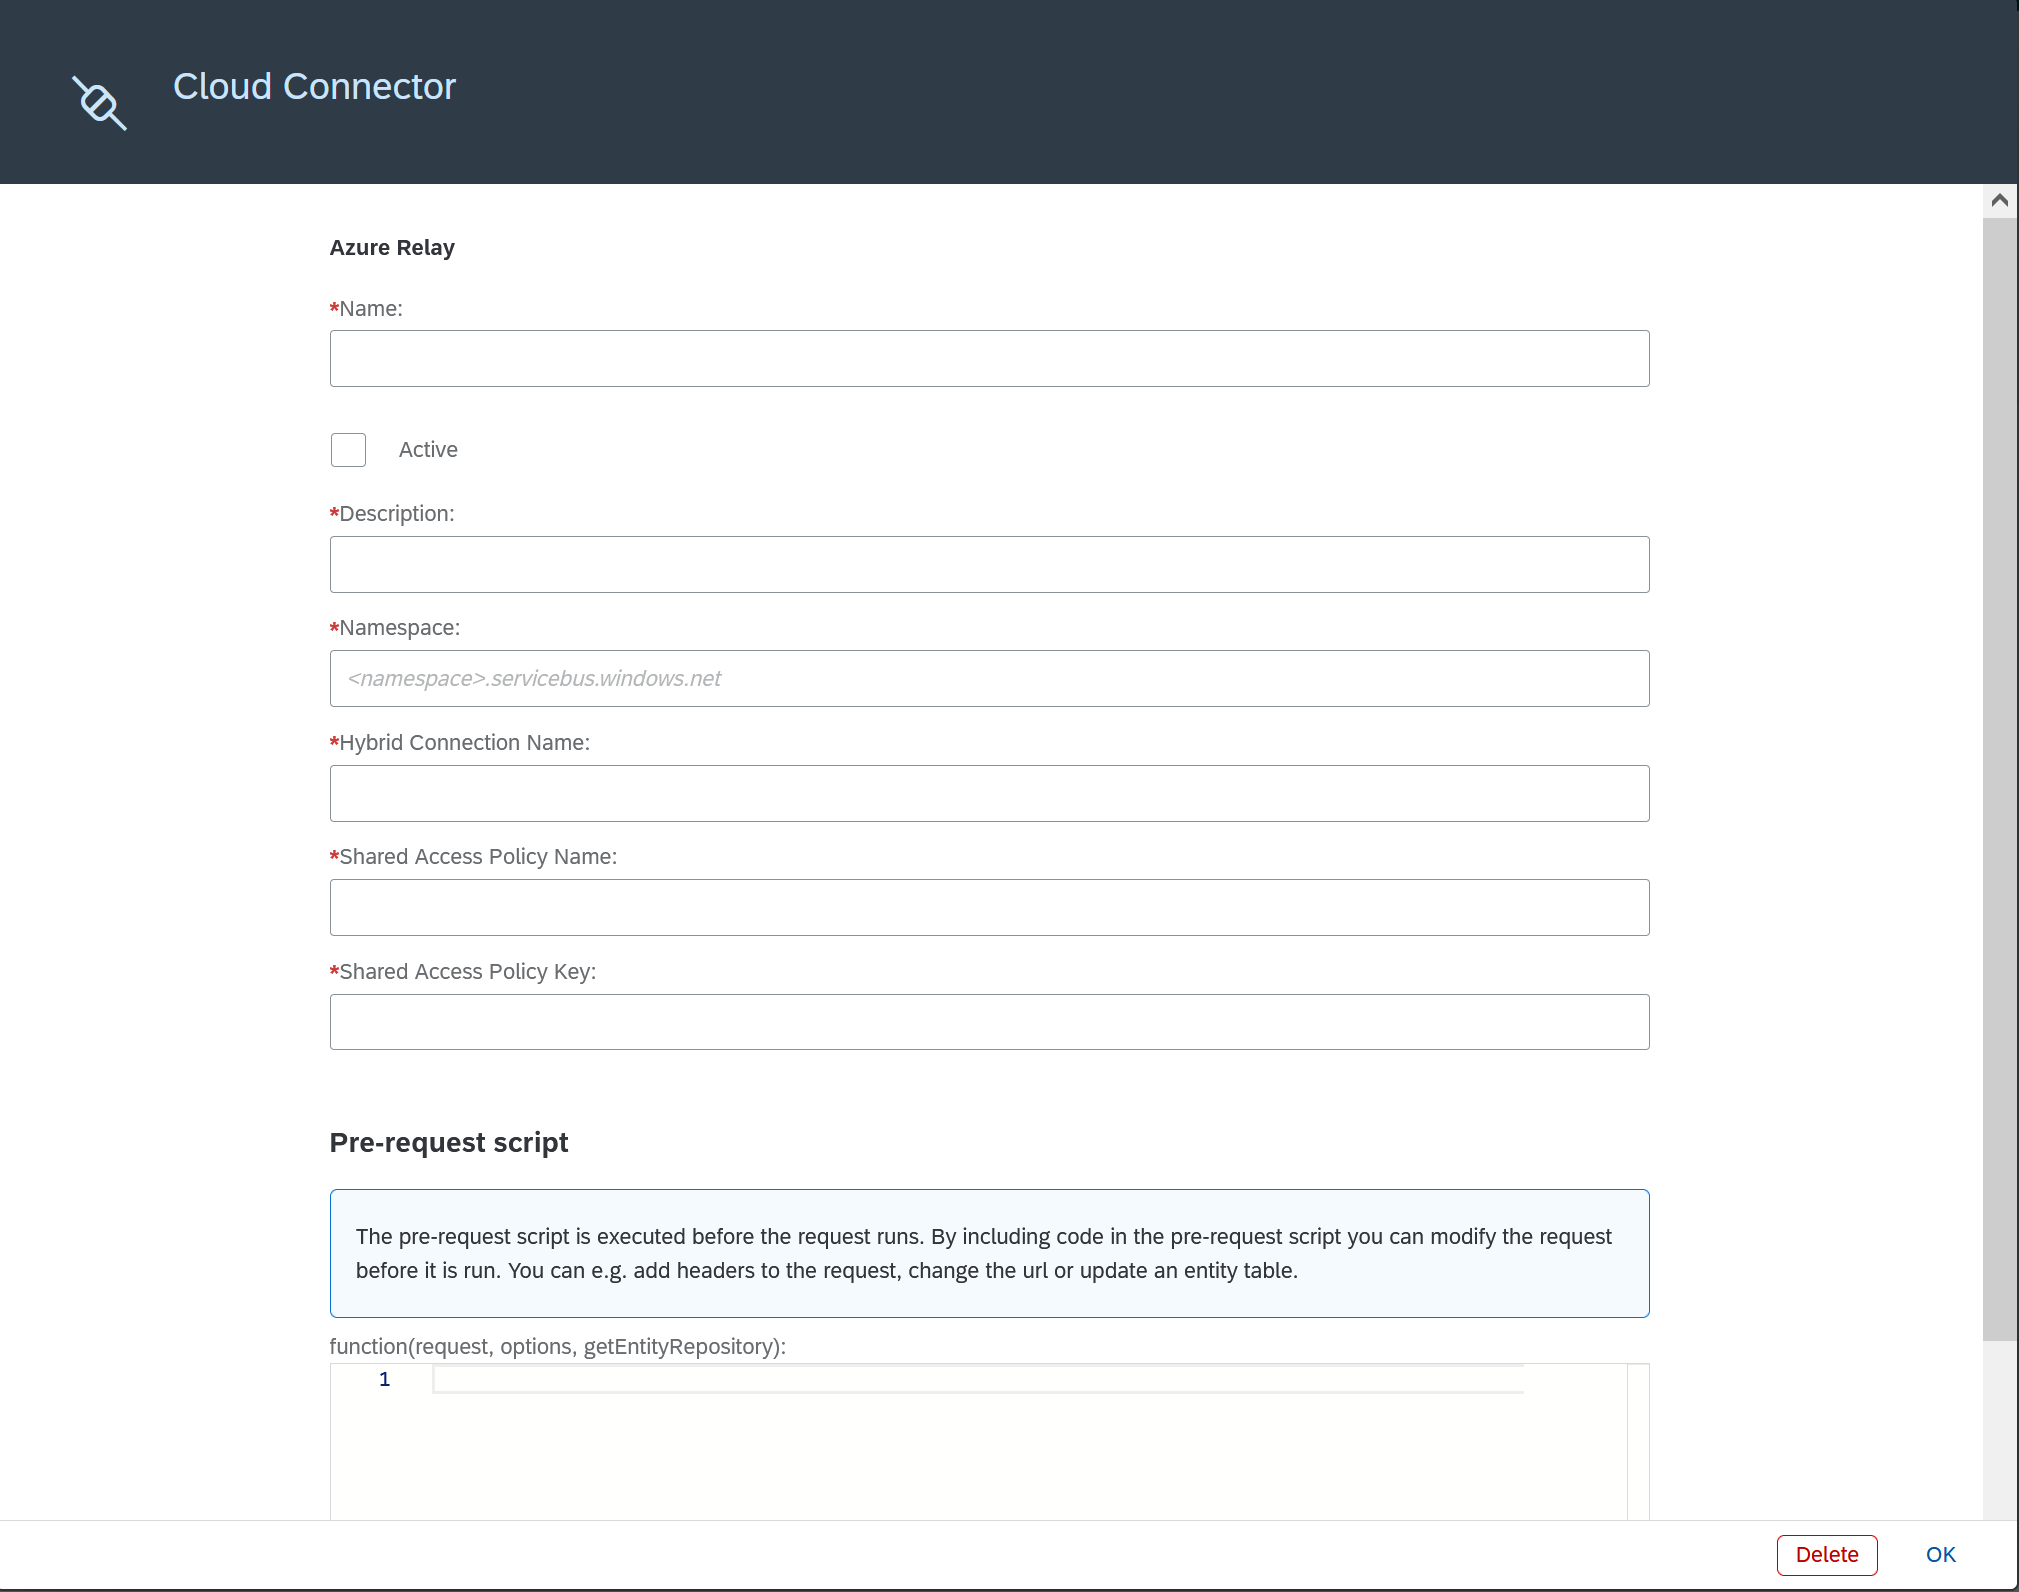 Cloud Connector
Azure Relay
*Name:
Active
*Description:
*Namespace:
<namespace>.servicebus.windows.net
*Hybrid Connection Name:
*Shared Access Policy Name:
*Shared Access Policy Key:
Pre-request script
The pre-request script is executed before the request runs. By including code in the pre-request script you can modify the request
before it is run. You can e.g. add headers to the request, change the url or update an entity table.
function(request, options, getEntityRepository):
1
Delete
OK